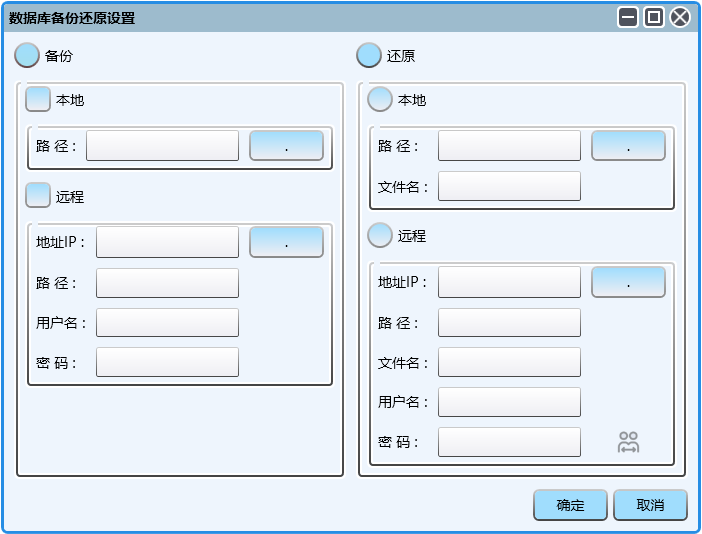 数据库备份还原设置
备份
本地
路 径：
.
远程
地址IP：
.
路 径：
用户名：
密 码：
还原
本地
路 径：
.
文件名：
远程
地址IP：
.
路 径：
文件名：
用户名：
密 码：
确定
取消